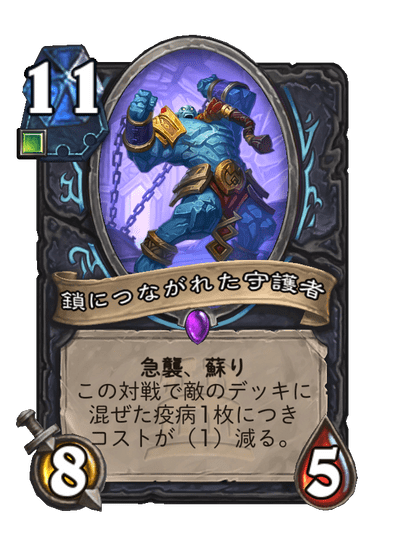 11
鎖につながれた守護者
急襲、蘇り
この対戦で敵のデッキに
混ぜた疫病1枚につき
コストが（1）減る。
8
5